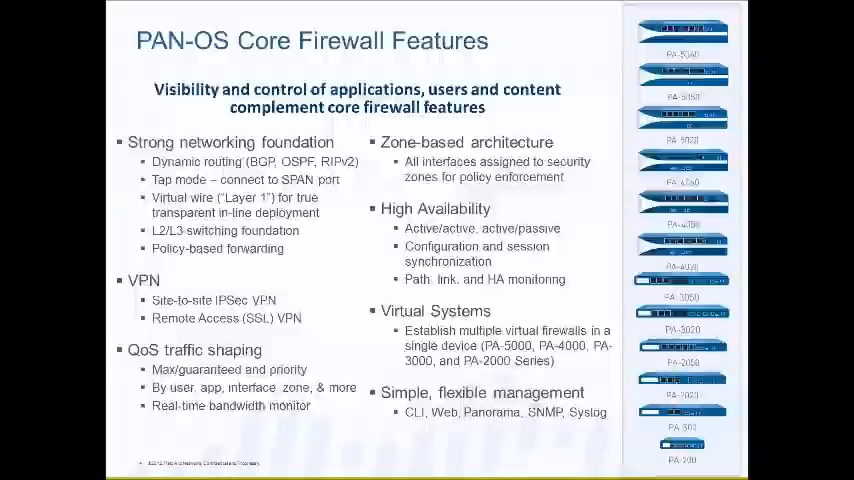 PAN-OS Core Firewall Features
Visibility and control of applications, users and content
complement core firewall features
▪ Strong networking foundation
▪ Dynamic routing (BGP, OSPF, RIPv2)
▪ Tap mode – connect to SPAN port
▪ Virtual wire (“Layer 1”) for true
transparent in-line deployment
▪ L2/L3 switching foundation
▪ Policy-based forwarding
▪ VPN
▪ Site-to-site IPSec VPN
▪ Remote Access (SSL) VPN
▪ QoS traffic shaping
▪ Max/guaranteed and priority
▪ By user, app, interface, zone, & more
▪ Real-time bandwidth monitor
▪ Zone-based architecture
▪ All interfaces assigned to security
zones for policy enforcement
▪ High Availability
▪ Active/active, active/passive
▪ Configuration and session
synchronization
▪ Path, link, and HA monitoring
▪ Virtual Systems
▪ Establish multiple virtual firewalls in a
single device (PA-5000, PA-4000, PA-
3000, and PA-2000 Series)
▪ Simple, flexible management
▪ CLI, Web, Panorama, SNMP, Syslog
PA-5060
PA-5050
PA-5020
PA-4060
PA-4050
PA-4020
PA-3050
PA-3020
PA-2050
PA-2020
PA-500
PA-200
©2012, Palo Alto Networks. Confidential and Proprietary.